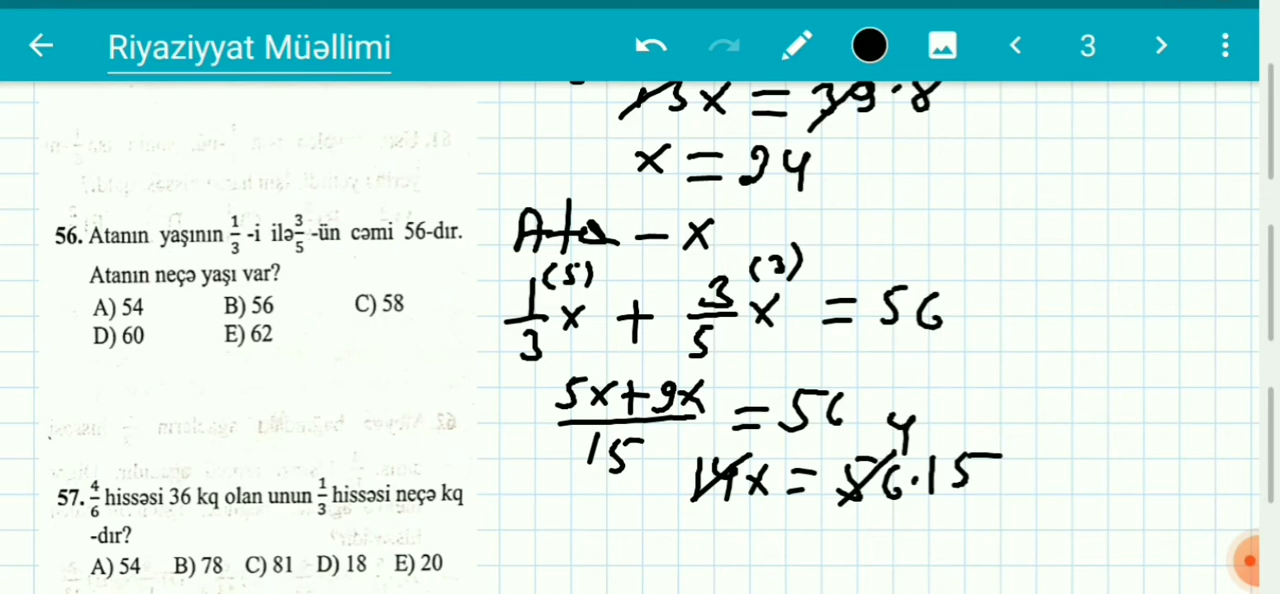 Riyaziyyat Müəllimi
3
13x = 39·8
x = 24
56. Atanın yaşının 1/3 -i ilə 3/5 -ün cəmi 56-dır.
Atanın neçə yaşı var?
A) 54 B) 56 C) 58
D) 60 E) 62
Ata - x
(5) (3)
1/3 x + 3/5 x = 56
5x+9x/15 = 56
4
14x = 56·15
57. 4/6 hissəsi 36 kq olan unun 1/3 hissəsi neçə kq
-dır?
A) 54 B) 78 C) 81 D) 18 E) 20